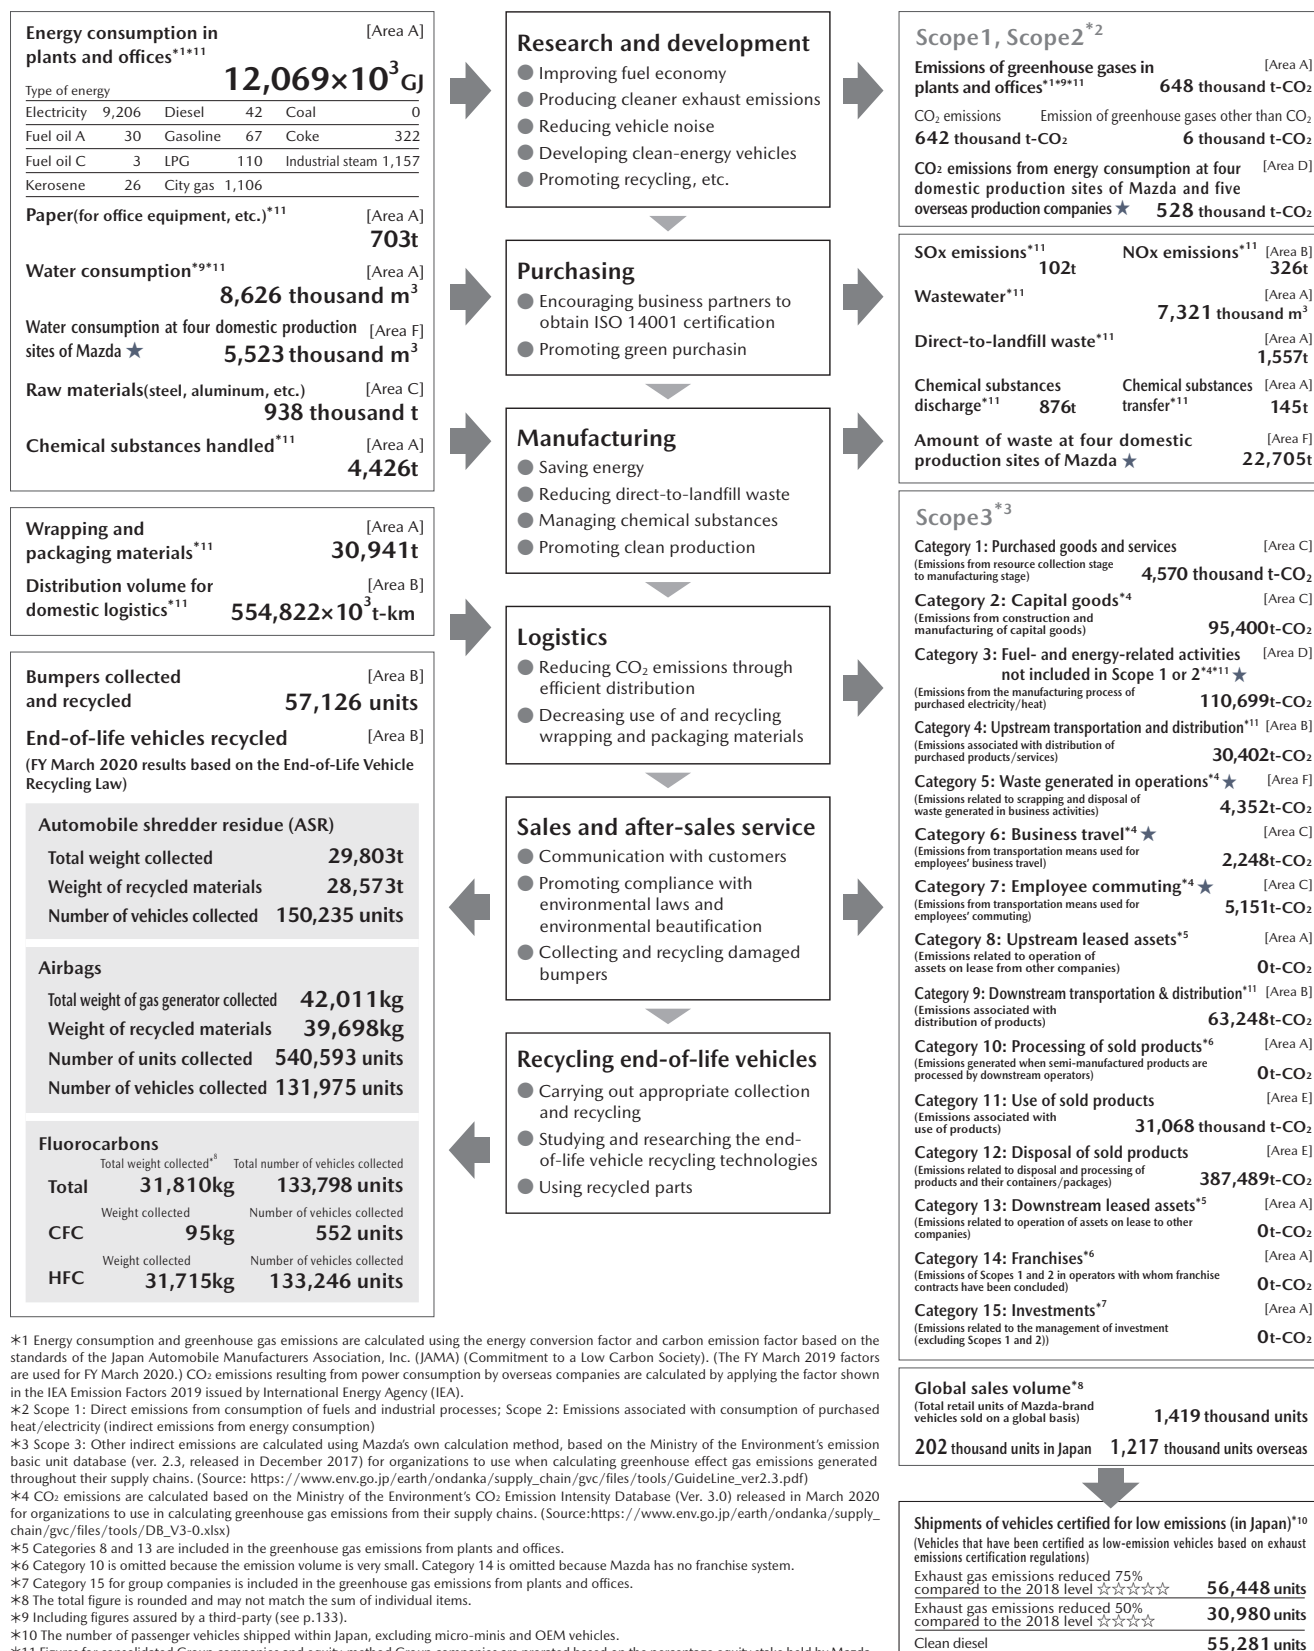 Energy consumption in [Area A]
plants and offices*1*11
12,069×10³GJ
Type of energy
Electricity 9,206 Diesel 42 Coal 0
Fuel oil A 30 Gasoline 67 Coke 322
Fuel oil C 3 LPG 110 Industrial steam 1,157
Kerosene 26 City gas 1,106
Paper(for office equipment, etc.)*11 [Area A]
703t
Water consumption*9*11 [Area A]
8,626 thousand m³
Water consumption at four domestic production [Area F]
sites of Mazda ★ 5,523 thousand m³
Raw materials(steel, aluminum, etc.) [Area C]
938 thousand t
Chemical substances handled*11 [Area A]
4,426t
Wrapping and [Area A]
packaging materials*11 30,941t
Distribution volume for [Area B]
domestic logistics*11 554,822×10³t-km
Bumpers collected [Area B]
and recycled 57,126 units
End-of-life vehicles recycled [Area B]
(FY March 2020 results based on the End-of-Life Vehicle
Recycling Law)
Automobile shredder residue (ASR)
Total weight collected 29,803t
Weight of recycled materials 28,573t
Number of vehicles collected 150,235 units
Airbags
Total weight of gas generator collected 42,011kg
Weight of recycled materials 39,698kg
Number of units collected 540,593 units
Number of vehicles collected 131,975 units
Fluorocarbons
Total weight collected*8 Total number of vehicles collected
Total 31,810kg 133,798 units
Weight collected Number of vehicles collected
CFC 95kg 552 units
Weight collected Number of vehicles collected
HFC 31,715kg 133,246 units
Research and development
● Improving fuel economy
● Producing cleaner exhaust emissions
● Reducing vehicle noise
● Developing clean-energy vehicles
● Promoting recycling, etc.
Purchasing
● Encouraging business partners to
obtain ISO 14001 certification
● Promoting green purchasin
Manufacturing
● Saving energy
● Reducing direct-to-landfill waste
● Managing chemical substances
● Promoting clean production
Logistics
● Reducing CO₂ emissions through
efficient distribution
● Decreasing use of and recycling
wrapping and packaging materials
Sales and after-sales service
● Communication with customers
● Promoting compliance with
environmental laws and
environmental beautification
● Collecting and recycling damaged
bumpers
Recycling end-of-life vehicles
● Carrying out appropriate collection
and recycling
● Studying and researching the end-
of-life vehicle recycling technologies
● Using recycled parts
Scope1, Scope2*2
Emissions of greenhouse gases in [Area A]
plants and offices*1*9*11 648 thousand t-CO₂
CO₂ emissions Emission of greenhouse gases other than CO₂
642 thousand t-CO₂ 6 thousand t-CO₂
CO₂ emissions from energy consumption at four [Area D]
domestic production sites of Mazda and five
overseas production companies ★ 528 thousand t-CO₂
SOx emissions*11 NOx emissions*11 [Area B]
102t 326t
Wastewater*11 [Area A]
7,321 thousand m³
Direct-to-landfill waste*11 [Area A]
1,557t
Chemical substances Chemical substances [Area A]
discharge*11 876t transfer*11 145t
Amount of waste at four domestic [Area F]
production sites of Mazda ★ 22,705t
Scope3*3
Category 1: Purchased goods and services [Area C]
(Emissions from resource collection stage
to manufacturing stage) 4,570 thousand t-CO₂
Category 2: Capital goods*4 [Area C]
(Emissions from construction and
manufacturing of capital goods) 95,400t-CO₂
Category 3: Fuel- and energy-related activities [Area D]
not included in Scope 1 or 2*4*11 ★
(Emissions from the manufacturing process of
purchased electricity/heat) 110,699t-CO₂
Category 4: Upstream transportation and distribution*11 [Area B]
(Emissions associated with distribution of
purchased products/services) 30,402t-CO₂
Category 5: Waste generated in operations*4 ★ [Area F]
(Emissions related to scrapping and disposal of
waste generated in business activities) 4,352t-CO₂
Category 6: Business travel*4 ★ [Area C]
(Emissions from transportation means used for
employees' business travel) 2,248t-CO₂
Category 7: Employee commuting*4 ★ [Area C]
(Emissions from transportation means used for
employees' commuting) 5,151t-CO₂
Category 8: Upstream leased assets*5 [Area A]
(Emissions related to operation of
assets on lease from other companies) 0t-CO₂
Category 9: Downstream transportation & distribution*11 [Area B]
(Emissions associated with
distribution of products) 63,248t-CO₂
Category 10: Processing of sold products*6 [Area A]
(Emissions generated when semi-manufactured products are
processed by downstream operators) 0t-CO₂
Category 11: Use of sold products [Area E]
(Emissions associated with
use of products) 31,068 thousand t-CO₂
Category 12: Disposal of sold products [Area E]
(Emissions related to disposal and processing of
products and their containers/packages) 387,489t-CO₂
Category 13: Downstream leased assets*5 [Area A]
(Emissions related to operation of assets on lease to other
companies) 0t-CO₂
Category 14: Franchises*6 [Area A]
(Emissions of Scopes 1 and 2 in operators with whom franchise
contracts have been concluded) 0t-CO₂
Category 15: Investments*7 [Area A]
(Emissions related to the management of investment
(excluding Scopes 1 and 2)) 0t-CO₂
Global sales volume*8
(Total retail units of Mazda-brand
vehicles sold on a global basis) 1,419 thousand units
202 thousand units in Japan 1,217 thousand units overseas
Shipments of vehicles certified for low emissions (in Japan)*10
(Vehicles that have been certified as low-emission vehicles based on exhaust
emissions certification regulations)
Exhaust gas emissions reduced 75%
compared to the 2018 level ☆☆☆☆☆ 56,448 units
Exhaust gas emissions reduced 50%
compared to the 2018 level ☆☆☆☆ 30,980 units
Clean diesel 55,281 units
*1 Energy consumption and greenhouse gas emissions are calculated using the energy conversion factor and carbon emission factor based on the
standards of the Japan Automobile Manufacturers Association, Inc. (JAMA) (Commitment to a Low Carbon Society). (The FY March 2019 factors
are used for FY March 2020.) CO₂ emissions resulting from power consumption by overseas companies are calculated by applying the factor shown
in the IEA Emission Factors 2019 issued by International Energy Agency (IEA).
*2 Scope 1: Direct emissions from consumption of fuels and industrial processes; Scope 2: Emissions associated with consumption of purchased
heat/electricity (indirect emissions from energy consumption)
*3 Scope 3: Other indirect emissions are calculated using Mazda's own calculation method, based on the Ministry of the Environment's emission
basic unit database (ver. 2.3, released in December 2017) for organizations to use when calculating greenhouse effect gas emissions generated
throughout their supply chains. (Source: https://www.env.go.jp/earth/ondanka/supply_chain/gvc/files/tools/GuideLine_ver2.3.pdf)
*4 CO₂ emissions are calculated based on the Ministry of the Environment's CO₂ Emission Intensity Database (Ver. 3.0) released in March 2020
for organizations to use in calculating greenhouse gas emissions from their supply chains. (Source:https://www.env.go.jp/earth/ondanka/supply_
chain/gvc/files/tools/DB_V3-0.xlsx)
*5 Categories 8 and 13 are included in the greenhouse gas emissions from plants and offices.
*6 Category 10 is omitted because the emission volume is very small. Category 14 is omitted because Mazda has no franchise system.
*7 Category 15 for group companies is included in the greenhouse gas emissions from plants and offices.
*8 The total figure is rounded and may not match the sum of individual items.
*9 Including figures assured by a third-party (see p.133).
*10 The number of passenger vehicles shipped within Japan, excluding micro-minis and OEM vehicles.